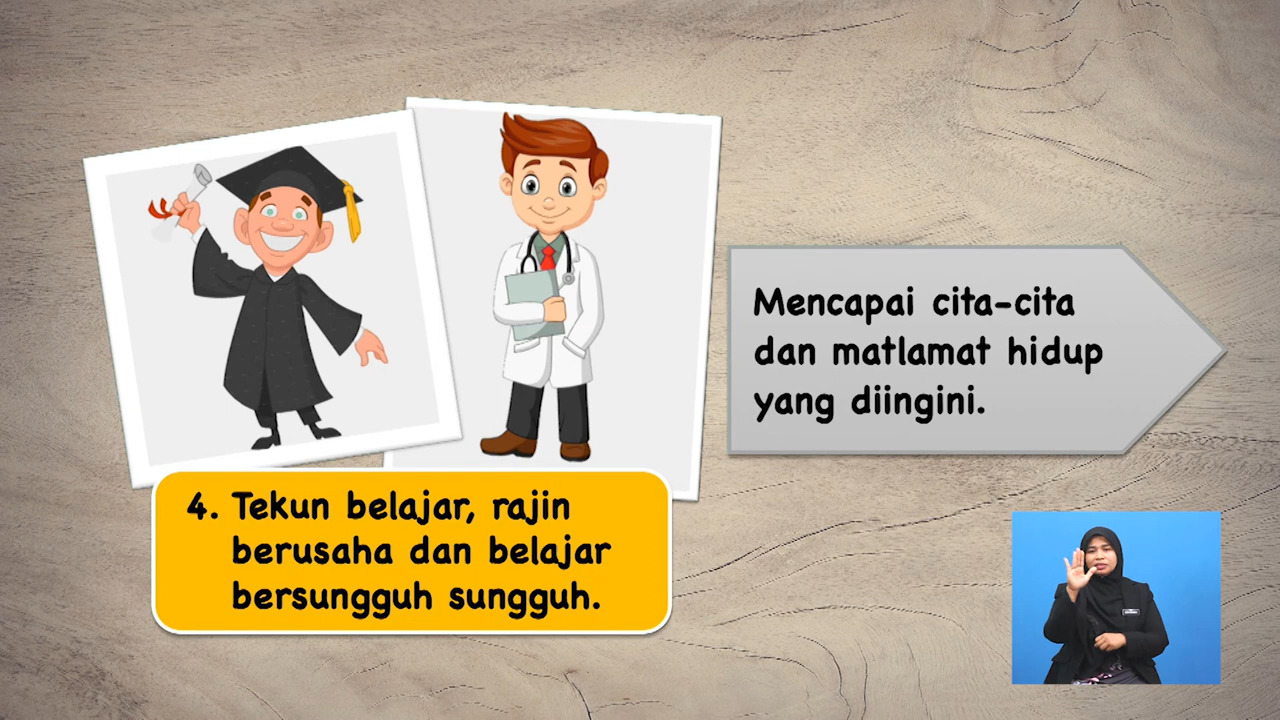 4. Tekun belajar, rajin
berusaha dan belajar
bersungguh sungguh.
Mencapai cita-cita
dan matlamat hidup
yang diingini.